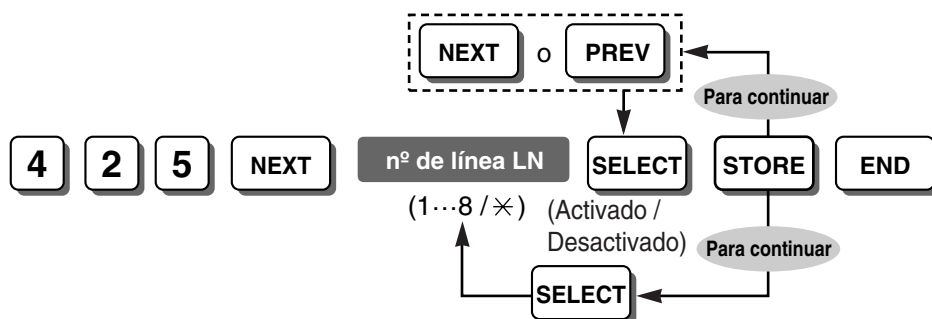 NEXT o PREV
Para continuar
4 2 5 NEXT nº de línea LN SELECT STORE END
(1···8 / ✳) (Activado /
Desactivado)
Para continuar
SELECT